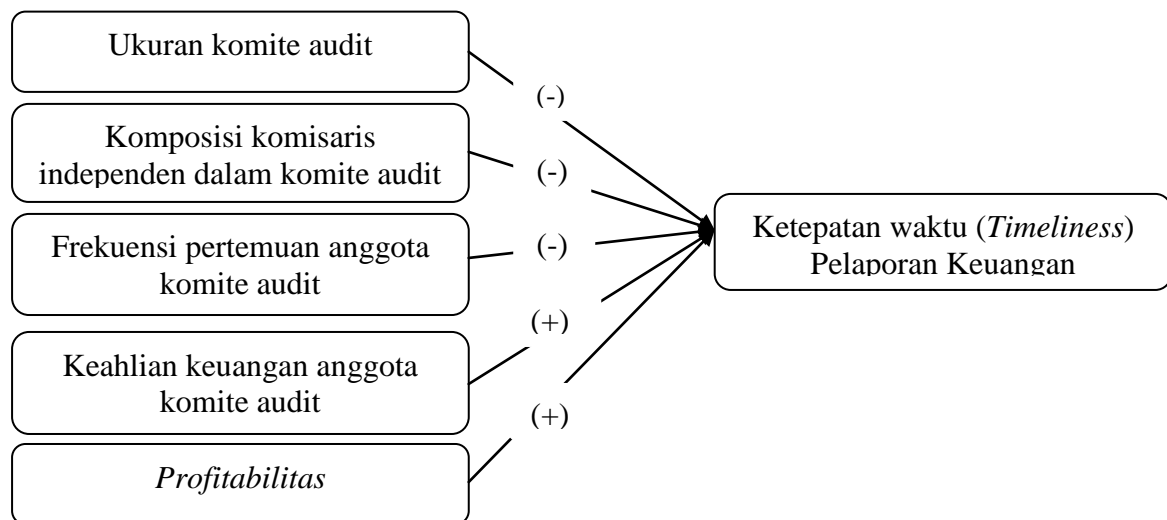 Ukuran komite audit
(-)
Komposisi komisaris
independen dalam komite audit
(-)
Frekuensi pertemuan anggota
komite audit
(-)
Ketepatan waktu (Timeliness)
Pelaporan Keuangan
Keahlian keuangan anggota
komite audit
(+)
Profitabilitas
(+)